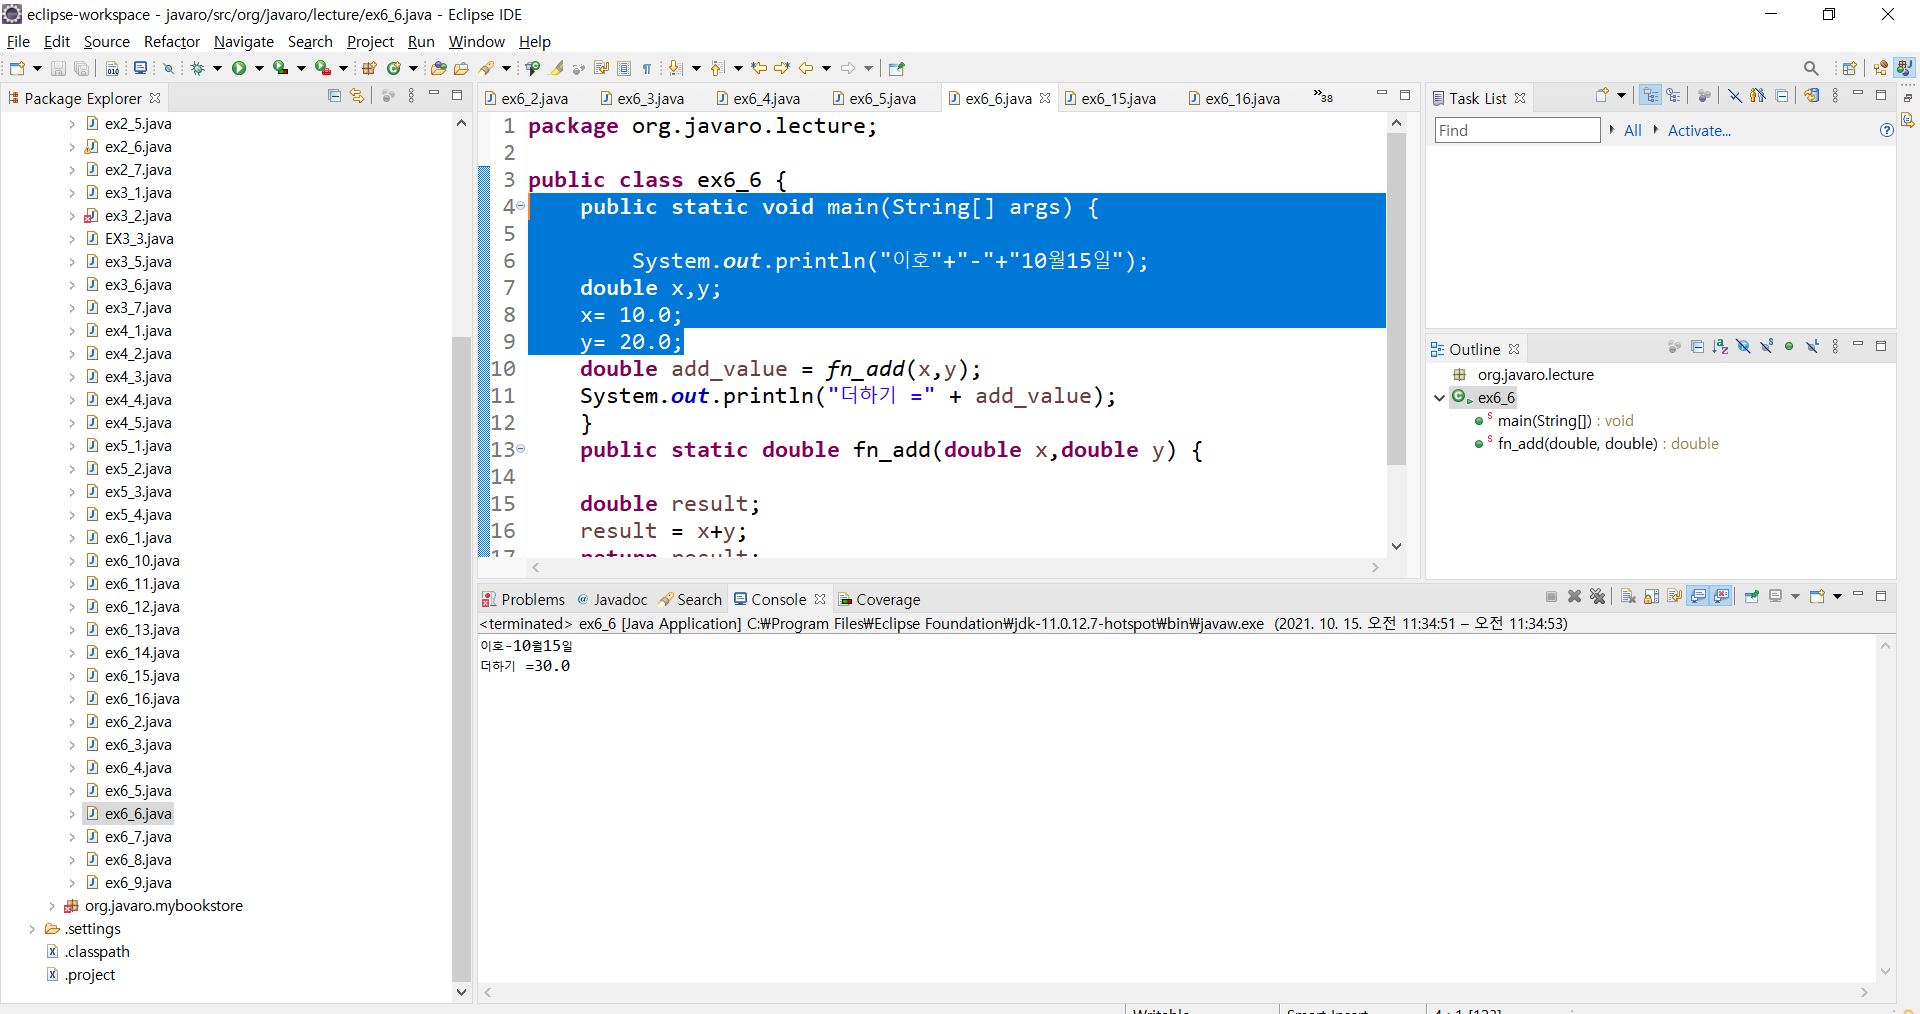 eclipse-workspace - javaro/src/org/javaro/lecture/ex6_6.java - Eclipse IDE
File Edit Source Refactor Navigate Search Project Run Window Help
Package Explorer
ex2_5.java
ex2_6.java
ex2_7.java
ex3_1.java
ex3_2.java
EX3_3.java
ex3_5.java
ex3_6.java
ex3_7.java
ex4_1.java
ex4_2.java
ex4_3.java
ex4_4.java
ex4_5.java
ex5_1.java
ex5_2.java
ex5_3.java
ex5_4.java
ex6_1.java
ex6_10.java
ex6_11.java
ex6_12.java
ex6_13.java
ex6_14.java
ex6_15.java
ex6_16.java
ex6_2.java
ex6_3.java
ex6_4.java
ex6_5.java
ex6_6.java
ex6_7.java
ex6_8.java
ex6_9.java
org.javaro.mybookstore
.settings
.classpath
.project
ex6_2.java ex6_3.java ex6_4.java ex6_5.java ex6_6.java ex6_15.java ex6_16.java »38
1 package org.javaro.lecture;
2
3 public class ex6_6 {
4 public static void main(String[] args) {
5
6 System.out.println("이호"+"-"+"10월15일");
7 double x,y;
8 x= 10.0;
9 y= 20.0;
10 double add_value = fn_add(x,y);
11 System.out.println("더하기 =" + add_value);
12 }
13 public static double fn_add(double x,double y) {
14
15 double result;
16 result = x+y;
17 return result;
Problems @ Javadoc Search Console Coverage
<terminated> ex6_6 [Java Application] C:₩Program Files₩Eclipse Foundation₩jdk-11.0.12.7-hotspot₩bin₩javaw.exe (2021. 10. 15. 오전 11:34:51 – 오전 11:34:53)
이호-10월15일
더하기 =30.0
Task List
Find All Activate...
Outline
org.javaro.lecture
ex6_6
main(String[]) : void
fn_add(double, double) : double
Writable Smart Insert 4 : 1 [123]